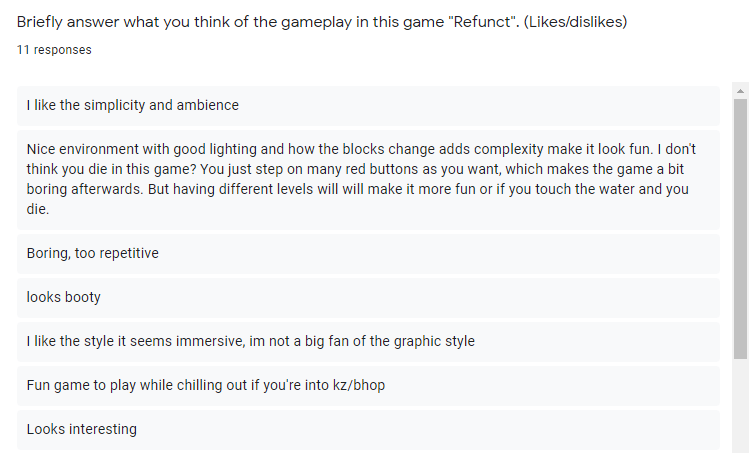 Briefly answer what you think of the gameplay in this game "Refunct". (Likes/dislikes)
11 responses
I like the simplicity and ambience
Nice environment with good lighting and how the blocks change adds complexity make it look fun. I don't
think you die in this game? You just step on many red buttons as you want, which makes the game a bit
boring afterwards. But having different levels will will make it more fun or if you touch the water and you
die.
Boring, too repetitive
looks booty
I like the style it seems immersive, im not a big fan of the graphic style
Fun game to play while chilling out if you're into kz/bhop
Looks interesting